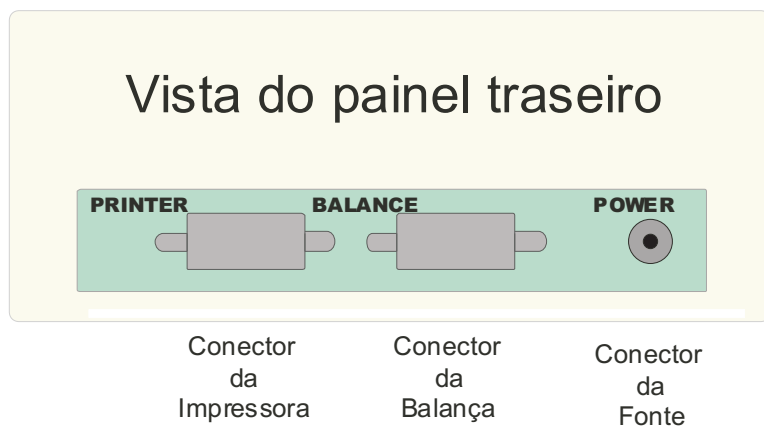 Vista do painel traseiro
PRINTER BALANCE POWER
Conector
da
Impressora
Conector
da
Balança
Conector
da
Fonte